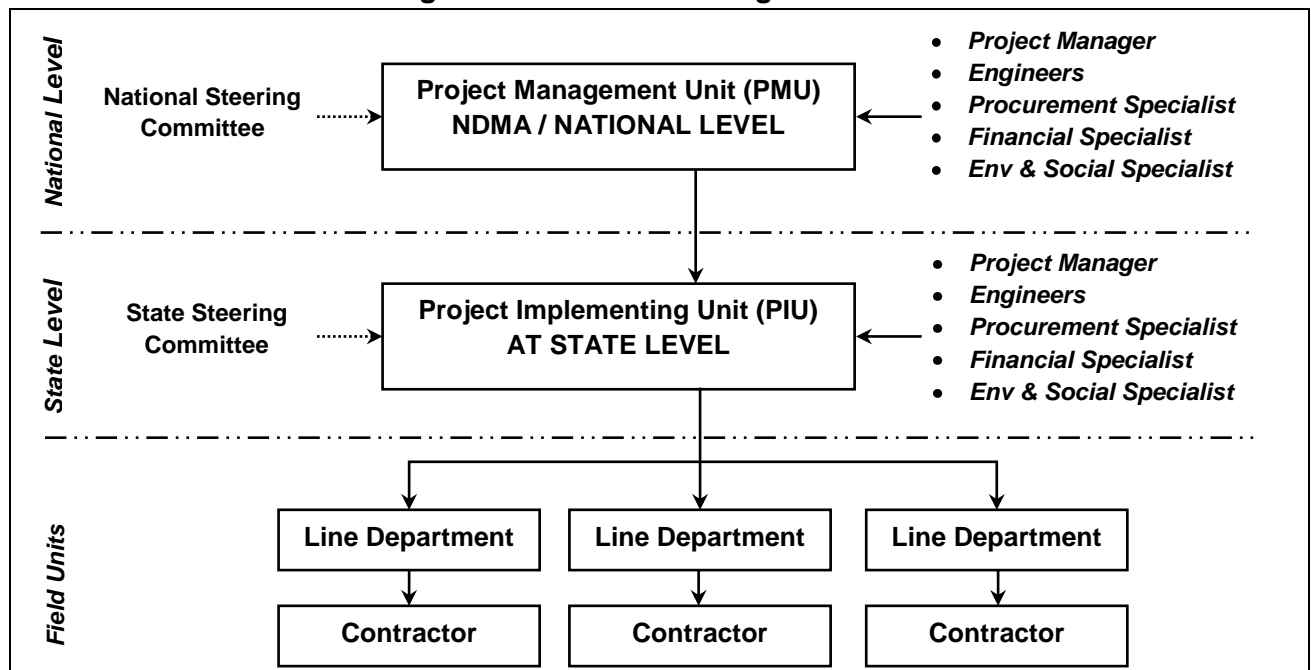 National Level
National Steering
Committee
Project Management Unit (PMU)
NDMA / NATIONAL LEVEL
• Project Manager
• Engineers
• Procurement Specialist
• Financial Specialist
• Env & Social Specialist
State Level
State Steering
Committee
Project Implementing Unit (PIU)
AT STATE LEVEL
• Project Manager
• Engineers
• Procurement Specialist
• Financial Specialist
• Env & Social Specialist
Field Units
Line Department
Line Department
Line Department
Contractor
Contractor
Contractor